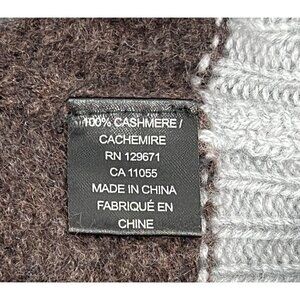 100% CASHMERE /
CACHEMIRE
RN 129671
CA 11055
MADE IN CHINA
FABRIQUÉ EN
CHINE